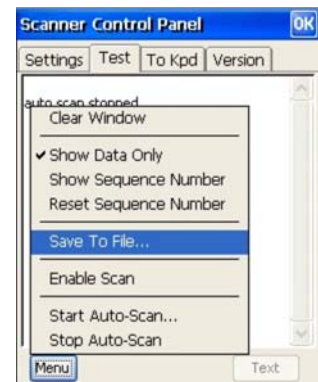 Scanner Control Panel OK
Settings Test To Kpd Version
auto scan stopped
Clear Window
Show Data Only
Show Sequence Number
Reset Sequence Number
Save To File...
Enable Scan
Start Auto-Scan...
Stop Auto-Scan
Menu Text